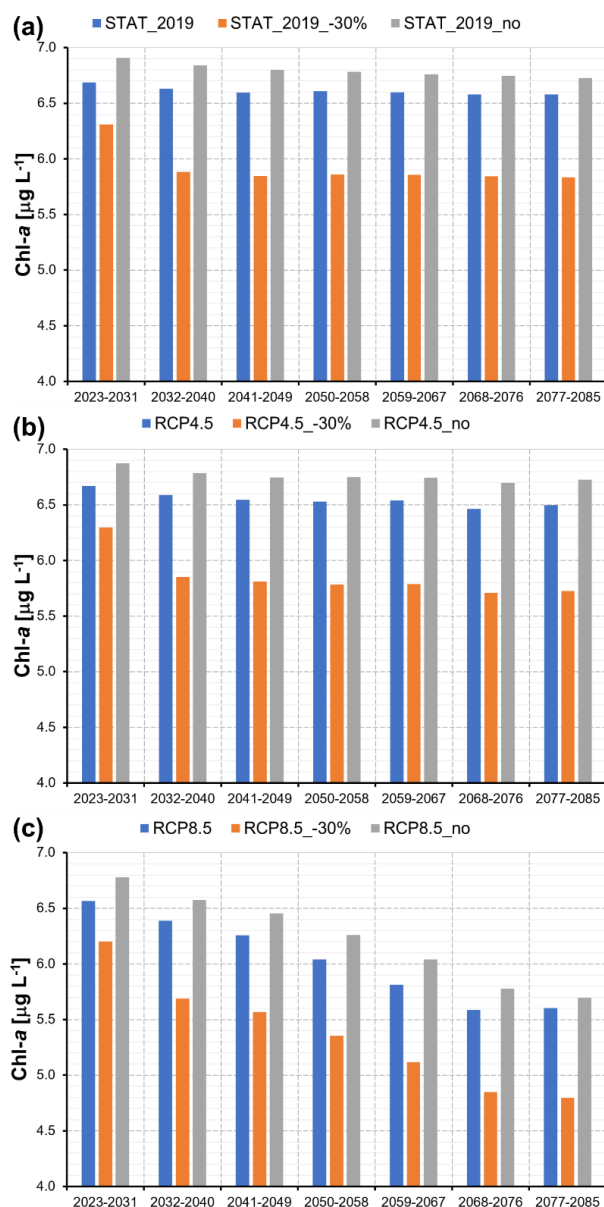 (a)
STAT_2019 STAT_2019_-30% STAT_2019_no
7.0
6.5
6.0
5.5
5.0
4.5
4.0
Chl-a [µg L-1]
2023-2031 2032-2040 2041-2049 2050-2058 2059-2067 2068-2076 2077-2085
(b)
RCP4.5 RCP4.5_-30% RCP4.5_no
7.0
6.5
6.0
5.5
5.0
4.5
4.0
Chl-a [µg L-1]
2023-2031 2032-2040 2041-2049 2050-2058 2059-2067 2068-2076 2077-2085
(c)
RCP8.5 RCP8.5_-30% RCP8.5_no
7.0
6.5
6.0
5.5
5.0
4.5
4.0
Chl-a [µg L-1]
2023-2031 2032-2040 2041-2049 2050-2058 2059-2067 2068-2076 2077-2085